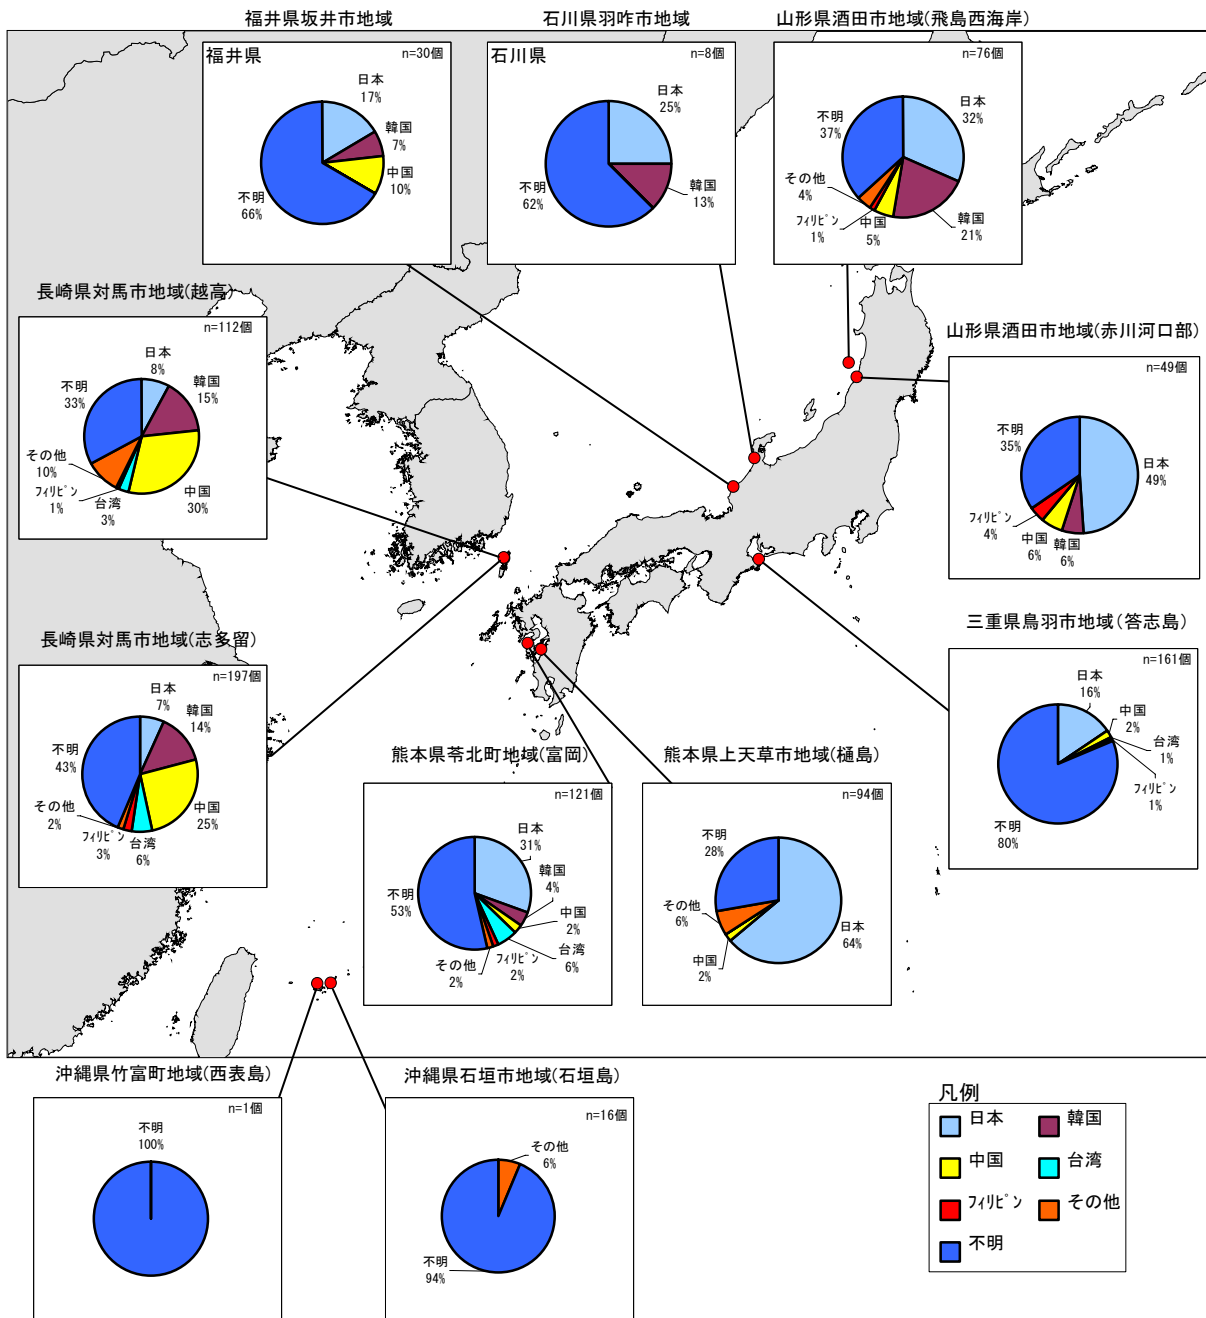 福井県坂井市地域
石川県羽咋市地域
山形県酒田市地域(飛島西海岸)
福井県
n=30個
日本
17%
韓国
7%
中国
10%
不明
66%
石川県
n=8個
日本
25%
韓国
13%
不明
62%
n=76個
日本
32%
不明
37%
その他
4%
フィリピン
1%
中国
5%
韓国
21%
長崎県対馬市地域(越高)
n=112個
日本
8%
韓国
15%
不明
33%
その他
10%
フィリピン
1%
台湾
3%
中国
30%
山形県酒田市地域(赤川河口部)
n=49個
不明
35%
日本
49%
フィリピン
4%
中国
6%
韓国
6%
長崎県対馬市地域(志多留)
n=197個
日本
7%
韓国
14%
不明
43%
その他
2%
フィリピン
3%
台湾
6%
中国
25%
三重県鳥羽市地域(答志島)
n=161個
日本
16%
中国
2%
台湾
1%
フィリピン
1%
不明
80%
熊本県苓北町地域(富岡)
n=121個
日本
31%
韓国
4%
中国
2%
台湾
6%
フィリピン
2%
その他
2%
不明
53%
熊本県上天草市地域(樋島)
n=94個
不明
28%
その他
6%
中国
2%
日本
64%
沖縄県竹富町地域(西表島)
n=1個
不明
100%
沖縄県石垣市地域(石垣島)
n=16個
その他
6%
不明
94%
凡例
日本
韓国
中国
台湾
フィリピン
その他
不明